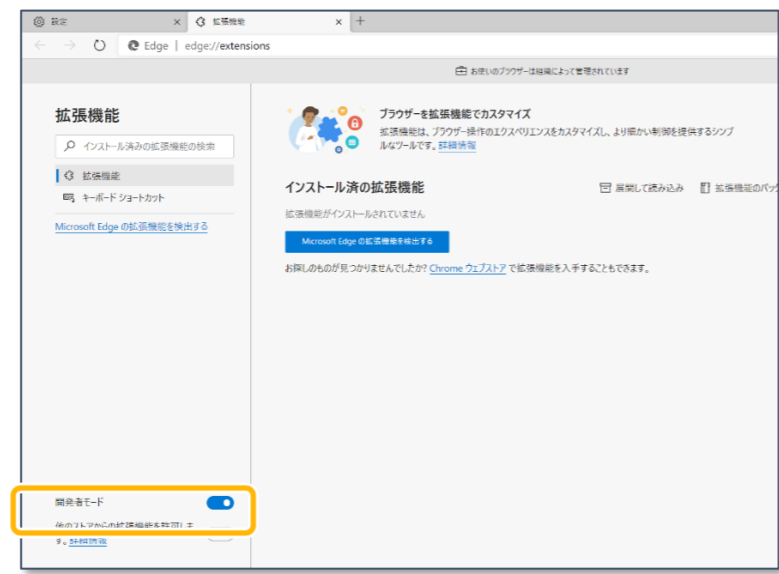 設定
拡張機能
Edge | edge://extensions
お使いのブラウザーは組織によって管理されています
拡張機能
インストール済みの拡張機能の検索
拡張機能
キーボード ショートカット
Microsoft Edge の拡張機能を検出する
ブラウザーを拡張機能でカスタマイズ
拡張機能は、ブラウザー操作のエクスペリエンスをカスタマイズし、より細かい制御を提供するシンプ
ルなツールです。詳細情報
インストール済の拡張機能
展開して読み込み
拡張機能のパッ
拡張機能がインストールされていません
Microsoft Edge の拡張機能を検出する
お探しのものが見つかりませんでしたか? Chrome ウェブストア で拡張機能を入手することもできます。
開発者モード
他のストアからの拡張機能を許可しま
す。詳細情報